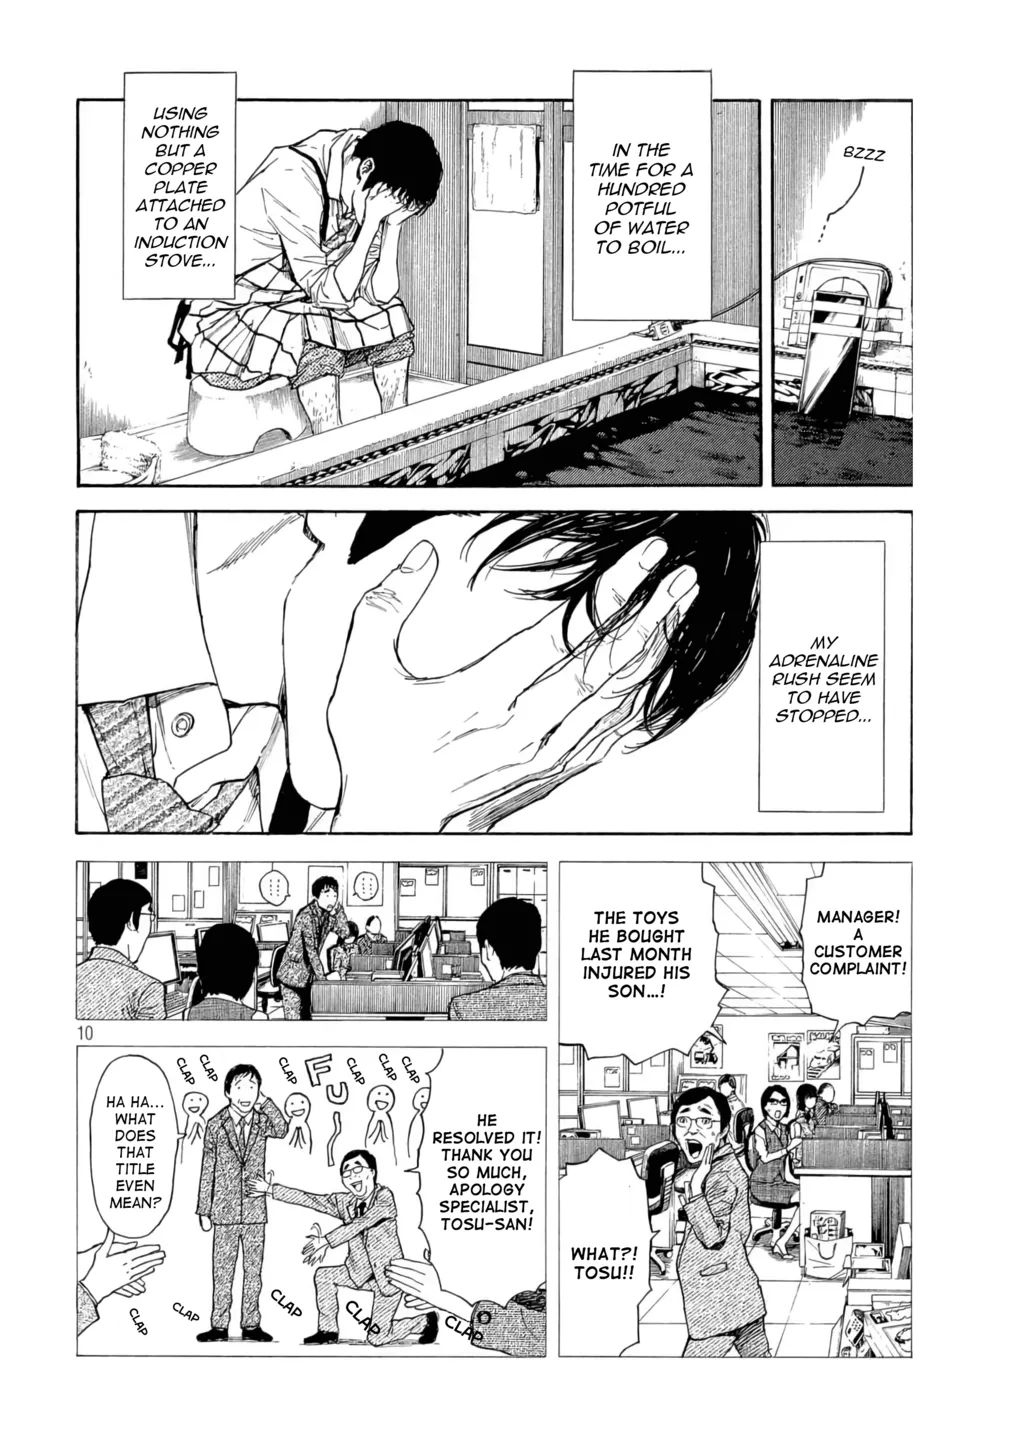 BZZZ
IN THE
TIME FOR A
HUNDRED
POTFUL
OF WATER
TO BOIL...
USING
NOTHING
BUT A
COPPER
PLATE
ATTACHED
TO AN
INDUCTION
STOVE...
MY
ADRENALINE
RUSH SEEM
TO HAVE
STOPPED...
MANAGER!
A
CUSTOMER
COMPLAINT!
THE TOYS
HE BOUGHT
LAST MONTH
INJURED HIS
SON...!
WHAT?!
TOSU!!
10
HE
RESOLVED IT!
THANK YOU
SO MUCH,
APOLOGY
SPECIALIST,
TOSU-SAN!
FU
CLAP
CLAP
CLAP
CLAP
CLAP
CLAP
HA HA...
WHAT
DOES
THAT
TITLE
EVEN
MEAN?
CLAP
CLAP
CLAP
CLAP
CLAP